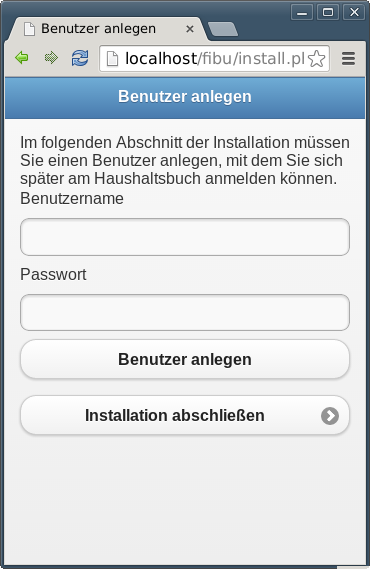 Benutzer anlegen
localhost/fibu/install.pl
Benutzer anlegen
Im folgenden Abschnitt der Installation müssen
Sie einen Benutzer anlegen, mit dem Sie sich
später am Haushaltsbuch anmelden können.
Benutzername
Passwort
Benutzer anlegen
Installation abschließen